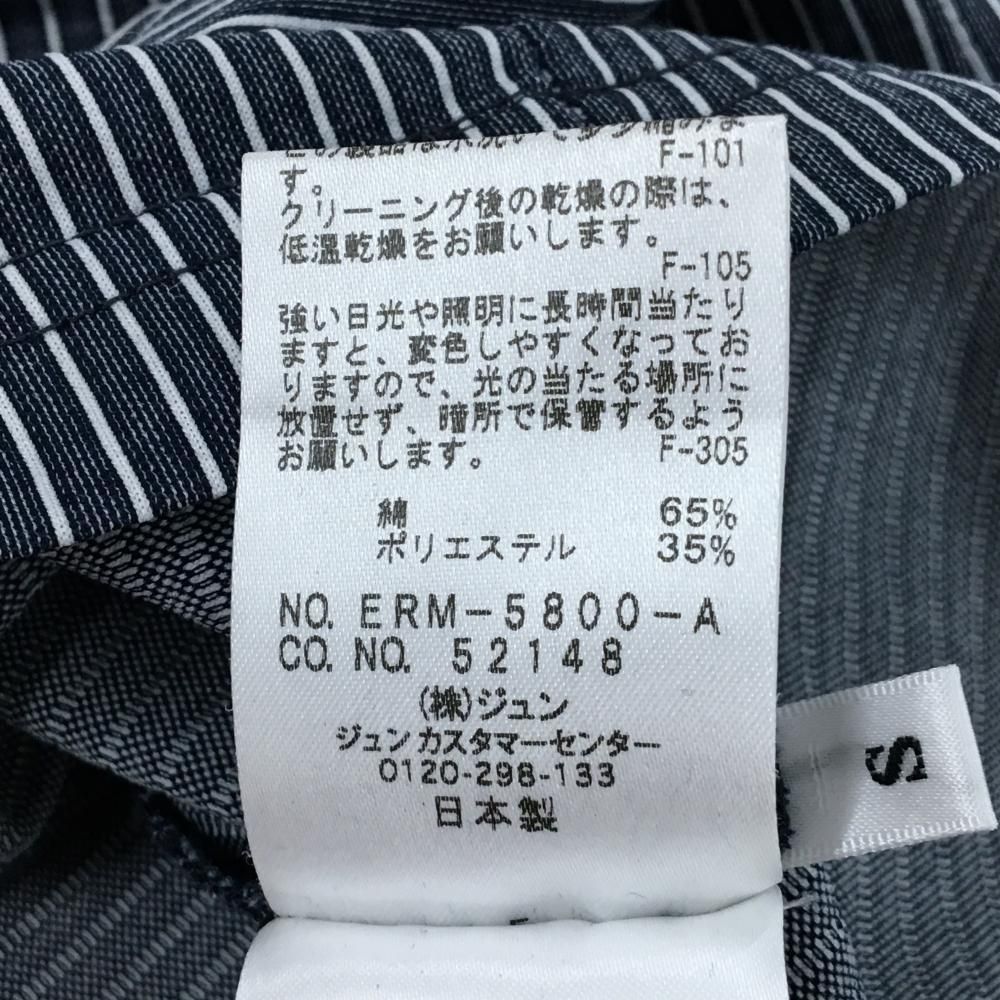 す。
F-101
クリーニング後の乾燥の際は、
低温乾燥をお願いします。
F-105
強い日光や照明に長時間当たり
ますと、変色しやすくなってお
りますので、光の当たる場所に
放置せず、暗所で保管するよう
お願いします。 F-305
綿 65%
ポリエステル 35%
NO. ERM-5800-A
CO. NO. 52148
(株)ジュン
ジュンカスタマーセンター
0120-298-133
日本製
S